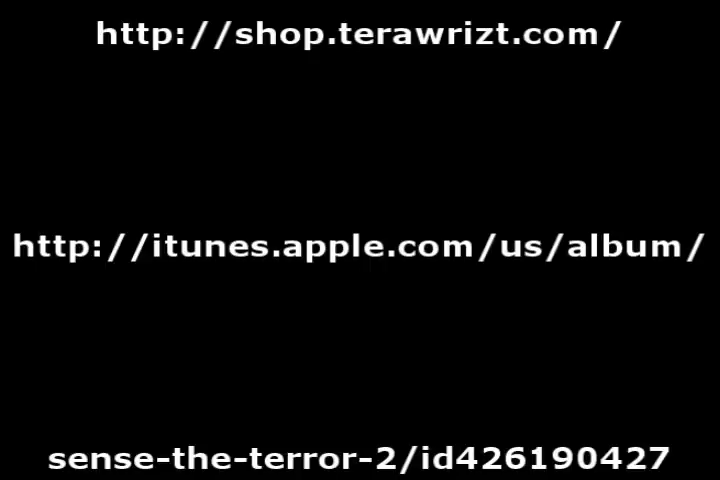 http://shop.terawrizt.com/
http://itunes.apple.com/us/album/
sense-the-terror-2/id426190427